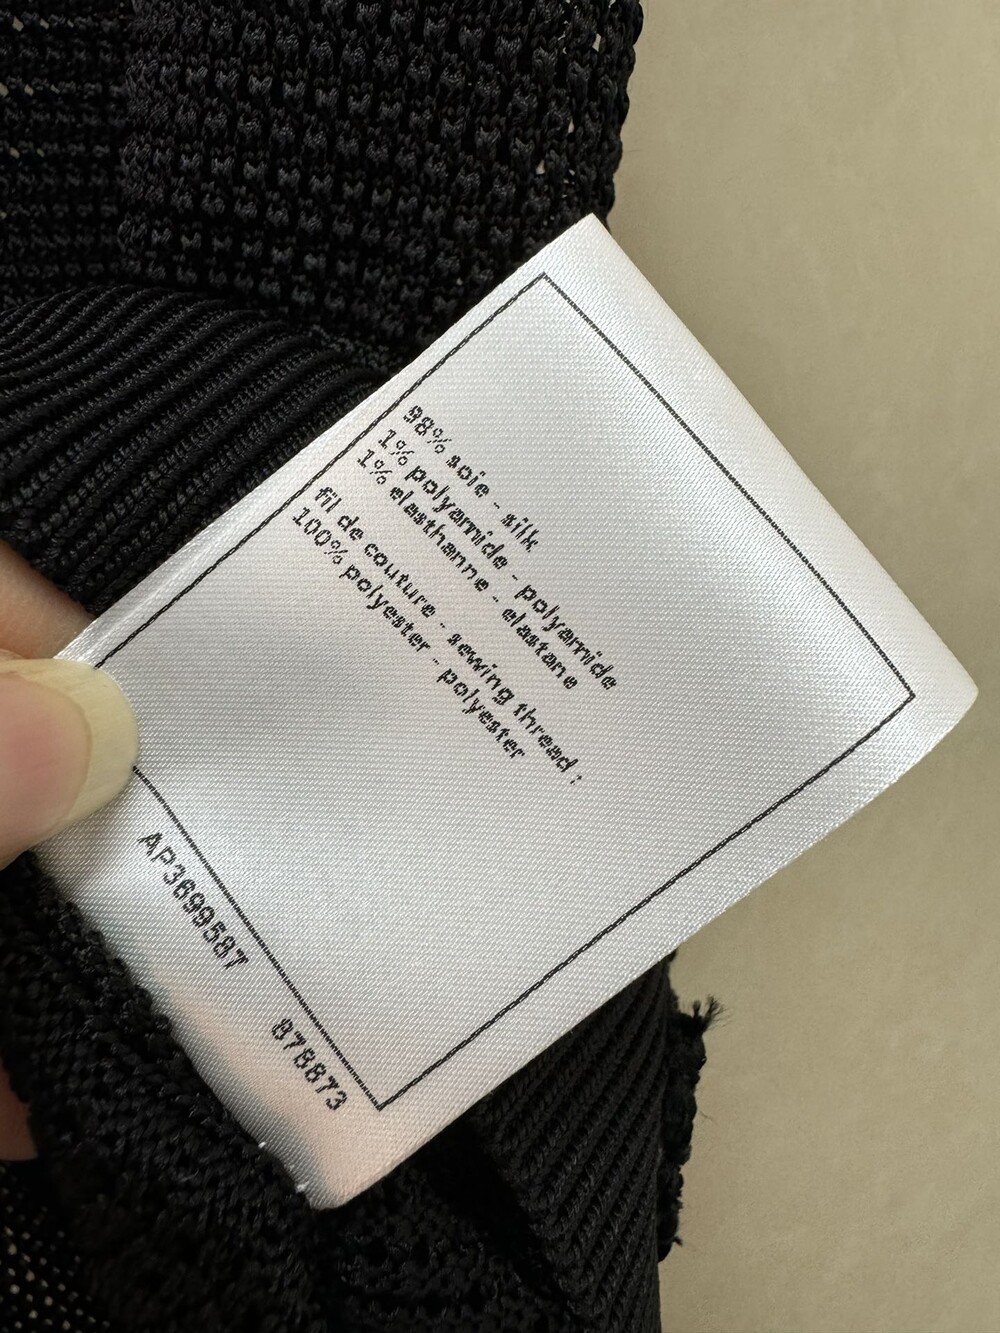 98% soie - silk
1% polyamide - polyamide
1% elasthanne - elastane
fil de couture - sewing thread :
100% polyester - polyester
AP3699587
878873